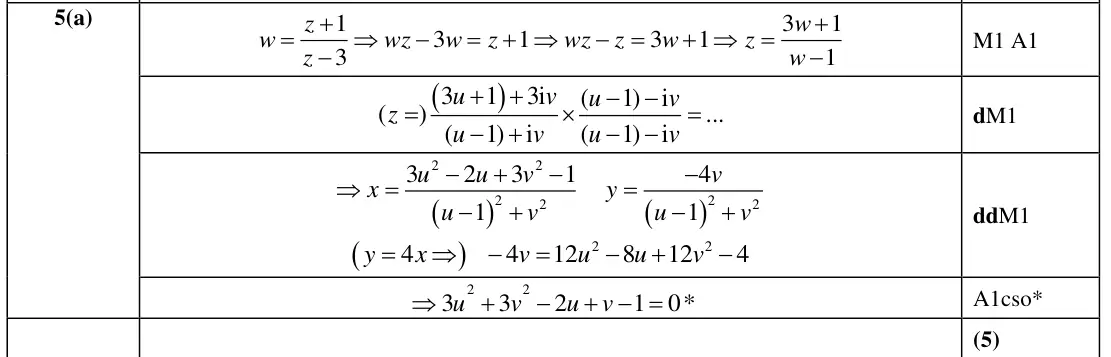 5(a)
w = (z+1)/(z−3) ⇒ wz − 3w = z + 1 ⇒ wz − z = 3w + 1 ⇒ z = (3w+1)/(w−1)
M1 A1
(z =) ((3u+1)+3iv)/((u−1)+iv) × ((u−1)−iv)/((u−1)−iv) = ...
dM1
⇒ x = (3u² − 2u + 3v² − 1)/((u−1)² + v²) y = (−4v)/((u−1)² + v²)
(y = 4x ⇒) −4v = 12u² − 8u + 12v² − 4
ddM1
⇒ 3u² + 3v² − 2u + v − 1 = 0*
A1cso*
(5)